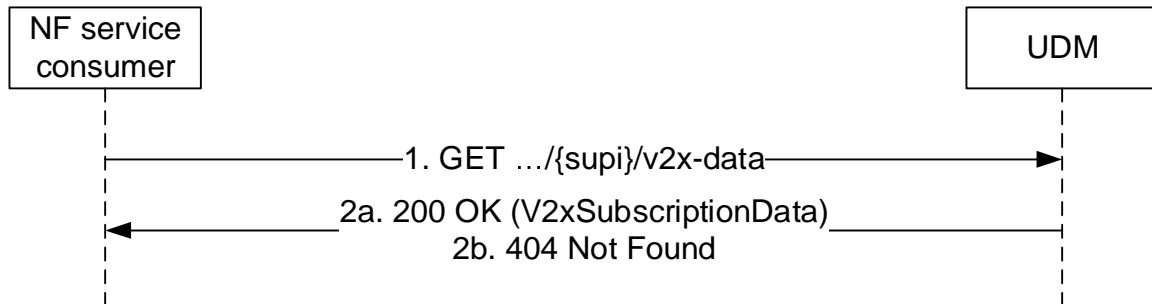 NF service
consumer
UDM
1. GET …/{supi}/v2x-data
2a. 200 OK (V2xSubscriptionData)
2b. 404 Not Found